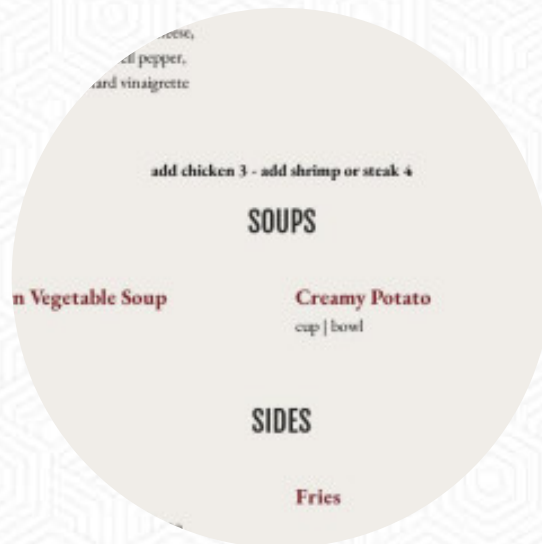 pepper,
vinaigrette
add chicken 3 - add shrimp or steak 4
SOUPS
Vegetable Soup
Creamy Potato
cup | bowl
SIDES
Fries